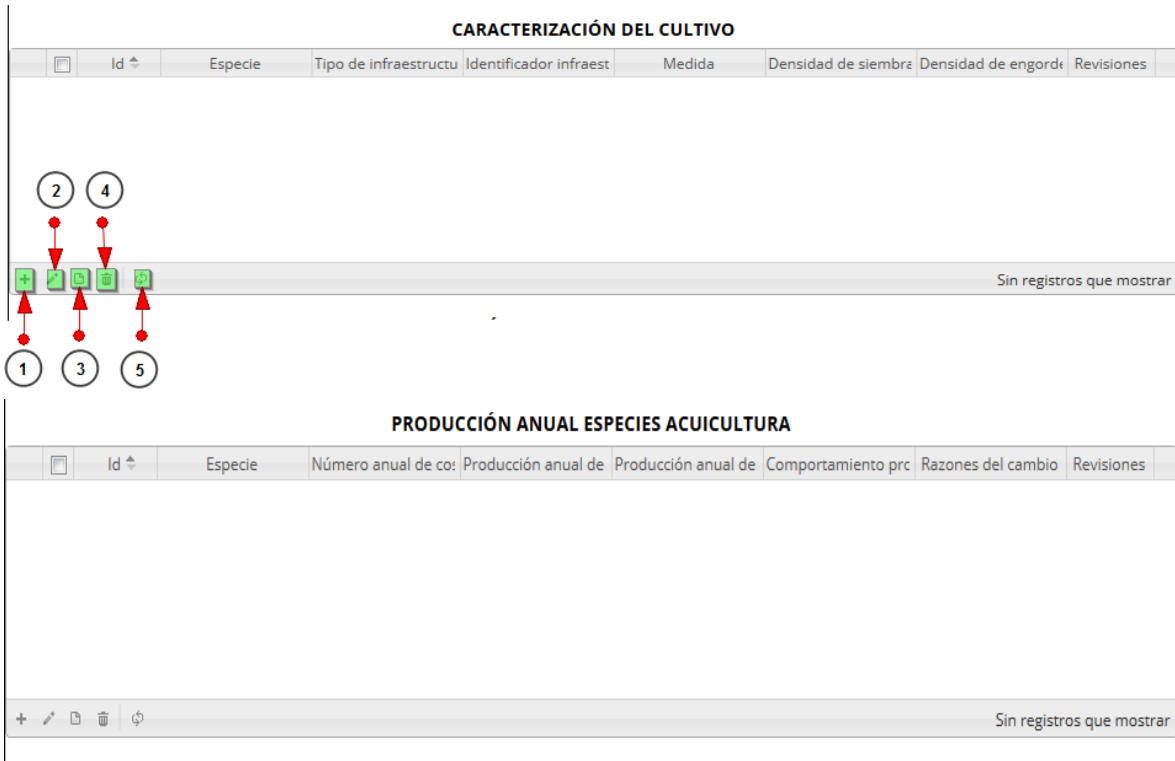 CARACTERIZACIÓN DEL CULTIVO
Id Especie Tipo de infraestructu Identificador infraest Medida Densidad de siembra Densidad de engorde Revisiones
2 4
Sin registros que mostrar
1 3 5
PRODUCCIÓN ANUAL ESPECIES ACUICULTURA
Id Especie Número anual de cos Producción anual de Producción anual de Comportamiento pro Razones del cambio Revisiones
Sin registros que mostrar